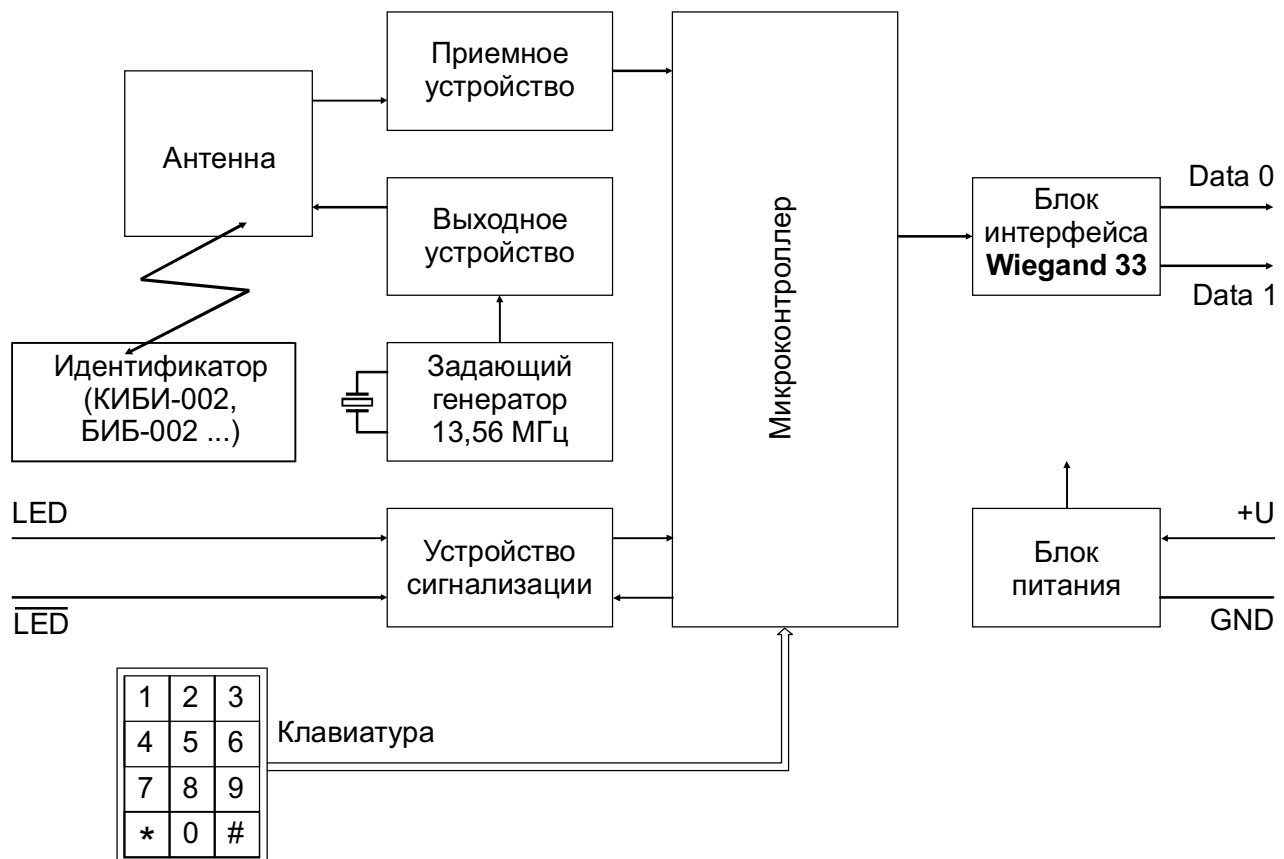 Приемное
устройство
Антенна
Выходное
устройство
Идентификатор
(КИБИ-002,
БИБ-002 ...)
Задающий
генератор
13,56 МГц
Микроконтроллер
Блок
интерфейса
Wiegand 33
Data 0
Data 1
LED
LED
Устройство
сигнализации
Блок
питания
+U
GND
1 2 3
4 5 6
7 8 9
* 0 #
Клавиатура